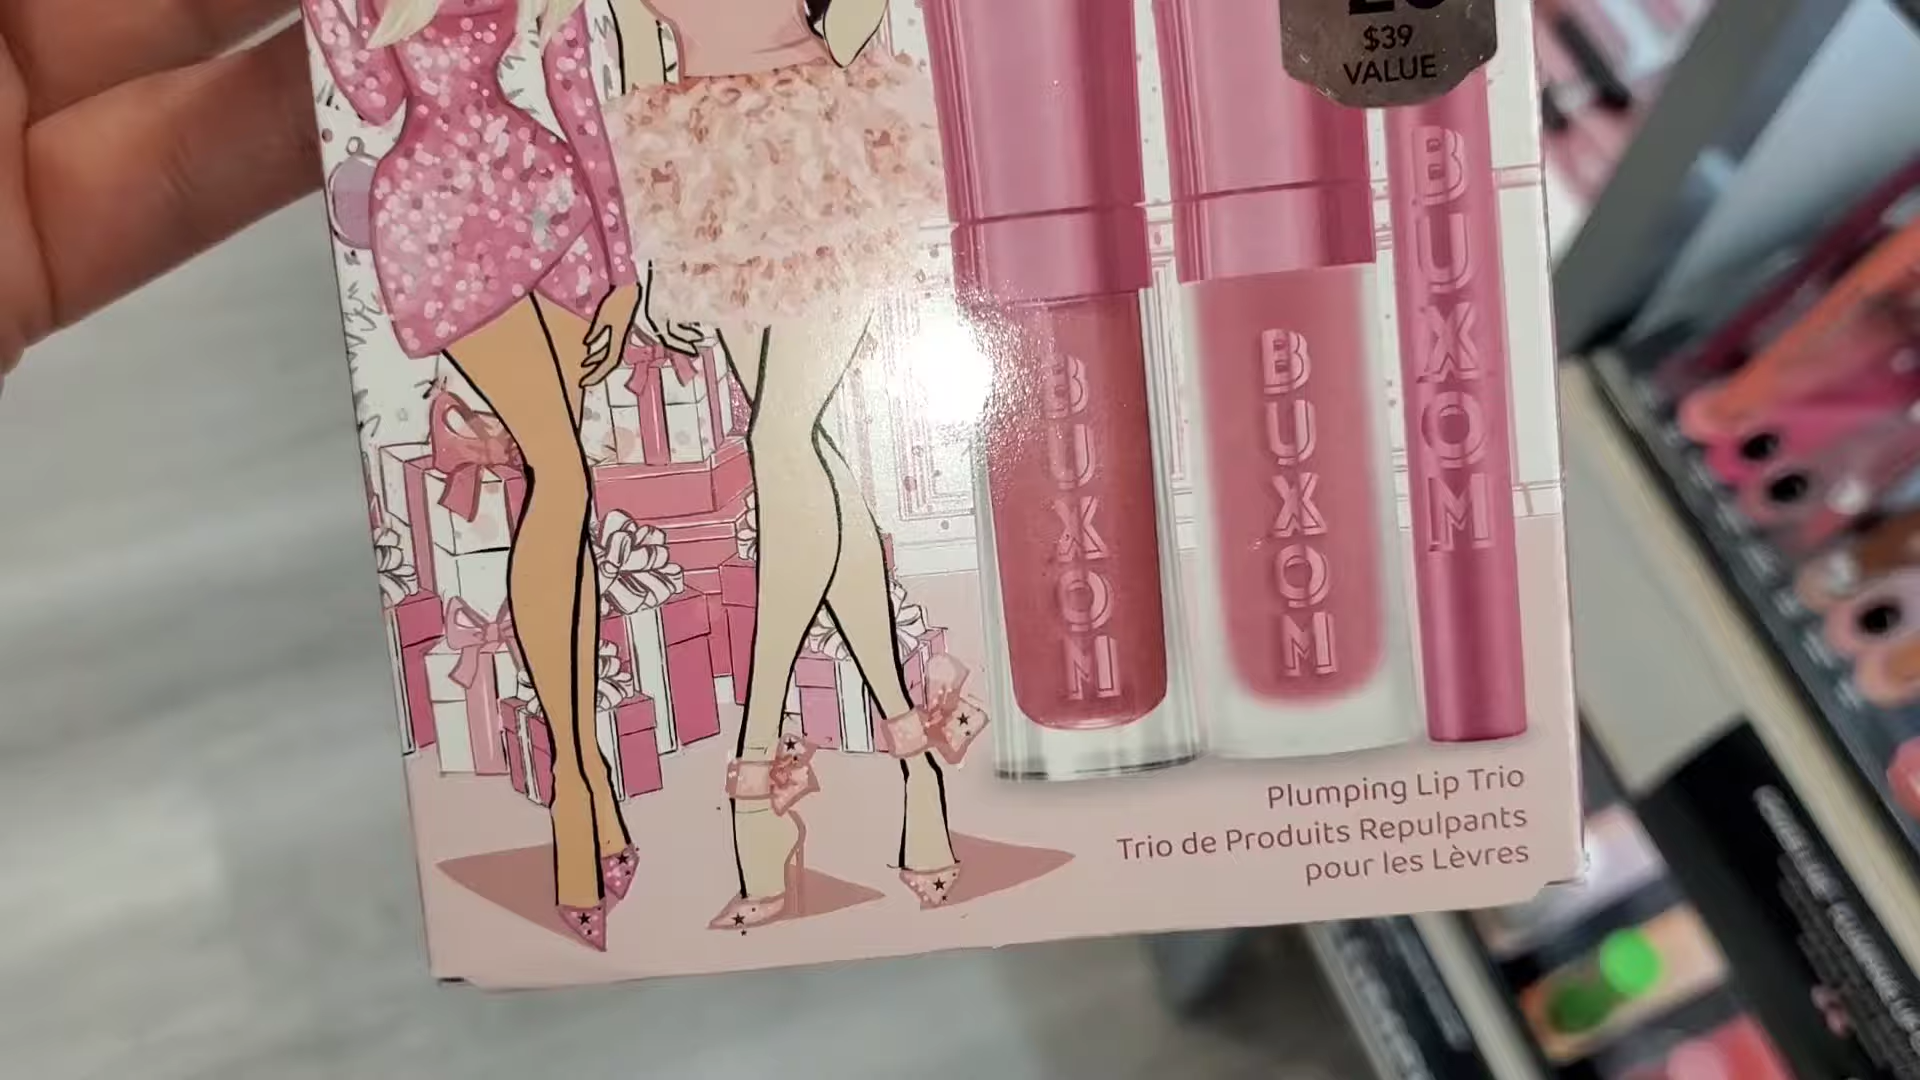 $39
VALUE
BUXOM
BUXOM
BUXOM
Plumping Lip Trio
Trio de Produits Repulpants
pour les Lèvres